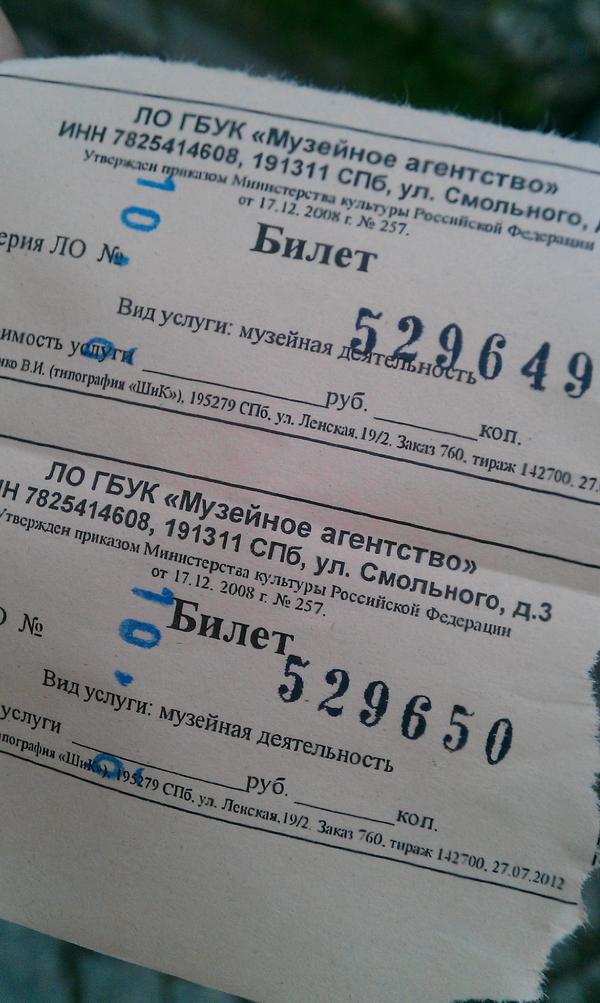 ЛО ГБУК «Музейное агентство»
ИНН 7825414608, 191311 СПб, ул. Смольного,
Утвержден приказом Министерства культуры Российской Федерации
от 17.12. 2008 г. № 257.
Билет
ЛО №
529649
Вид услуги: музейная деятельность
услуги руб. коп.
В.И. (типография «ШиК»), 195279 СПб. ул. Ленская,19/2. Заказ 760. тираж 142700. 27.
ЛО ГБУК «Музейное агентство»
7825414608, 191311 СПб, ул. Смольного, д.3
Утвержден приказом Министерства культуры Российской Федерации
от 17.12. 2008 г. № 257.
Билет
№
529650
Вид услуги: музейная деятельность
услуги руб. коп.
«ШиК»), 195279 СПб. ул. Ленская,19/2. Заказ 760. тираж 142700. 27.07.2012